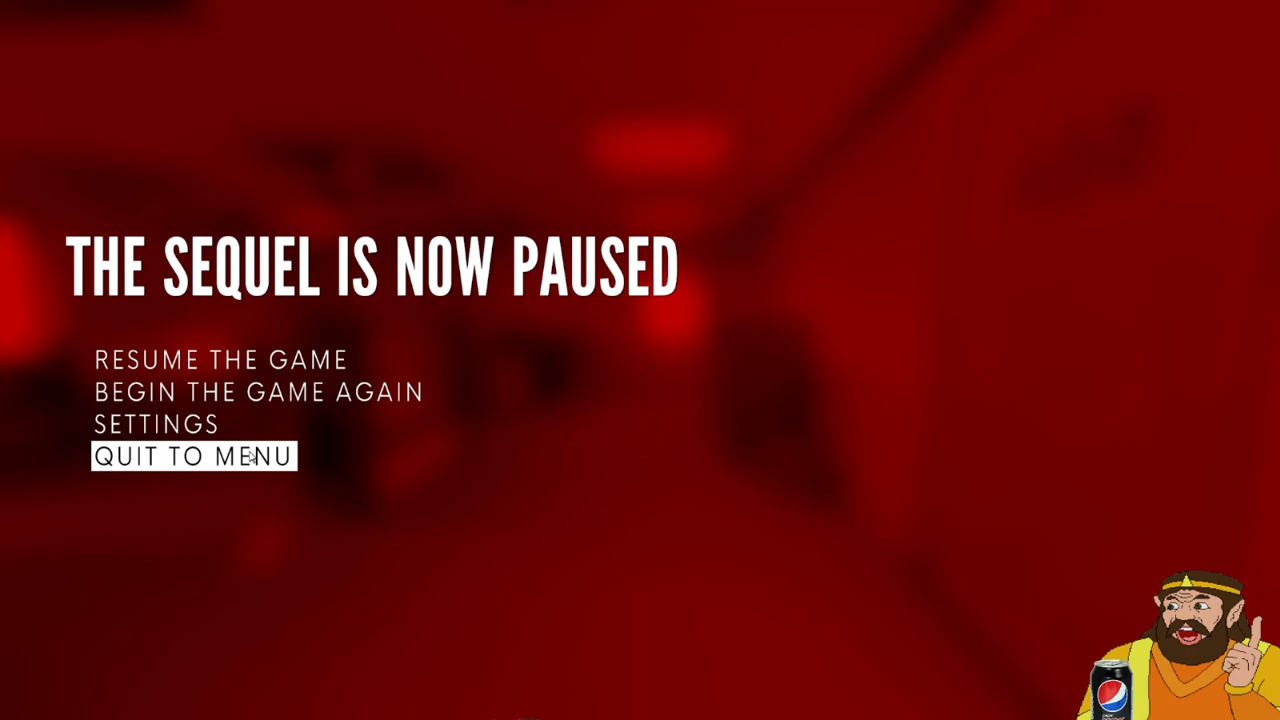 THE SEQUEL IS NOW PAUSED
RESUME THE GAME
BEGIN THE GAME AGAIN
SETTINGS
QUIT TO MENU